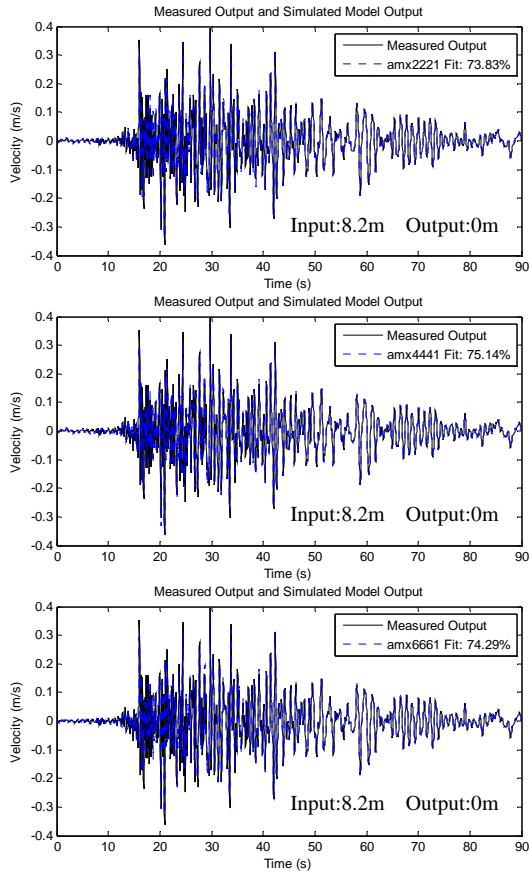 Measured Output and Simulated Model Output
0.4
0.3
0.2
0.1
0
-0.1
-0.2
-0.3
-0.4
Velocity (m/s)
Measured Output
amx2221 Fit: 73.83%
Input:8.2m Output:0m
0 10 20 30 40 50 60 70 80 90
Time (s)
Measured Output and Simulated Model Output
0.4
0.3
0.2
0.1
0
-0.1
-0.2
-0.3
-0.4
Velocity (m/s)
Measured Output
amx4441 Fit: 75.14%
Input:8.2m Output:0m
0 10 20 30 40 50 60 70 80 90
Time (s)
Measured Output and Simulated Model Output
0.4
0.3
0.2
0.1
0
-0.1
-0.2
-0.3
-0.4
Velocity (m/s)
Measured Output
amx6661 Fit: 74.29%
Input:8.2m Output:0m
0 10 20 30 40 50 60 70 80 90
Time (s)